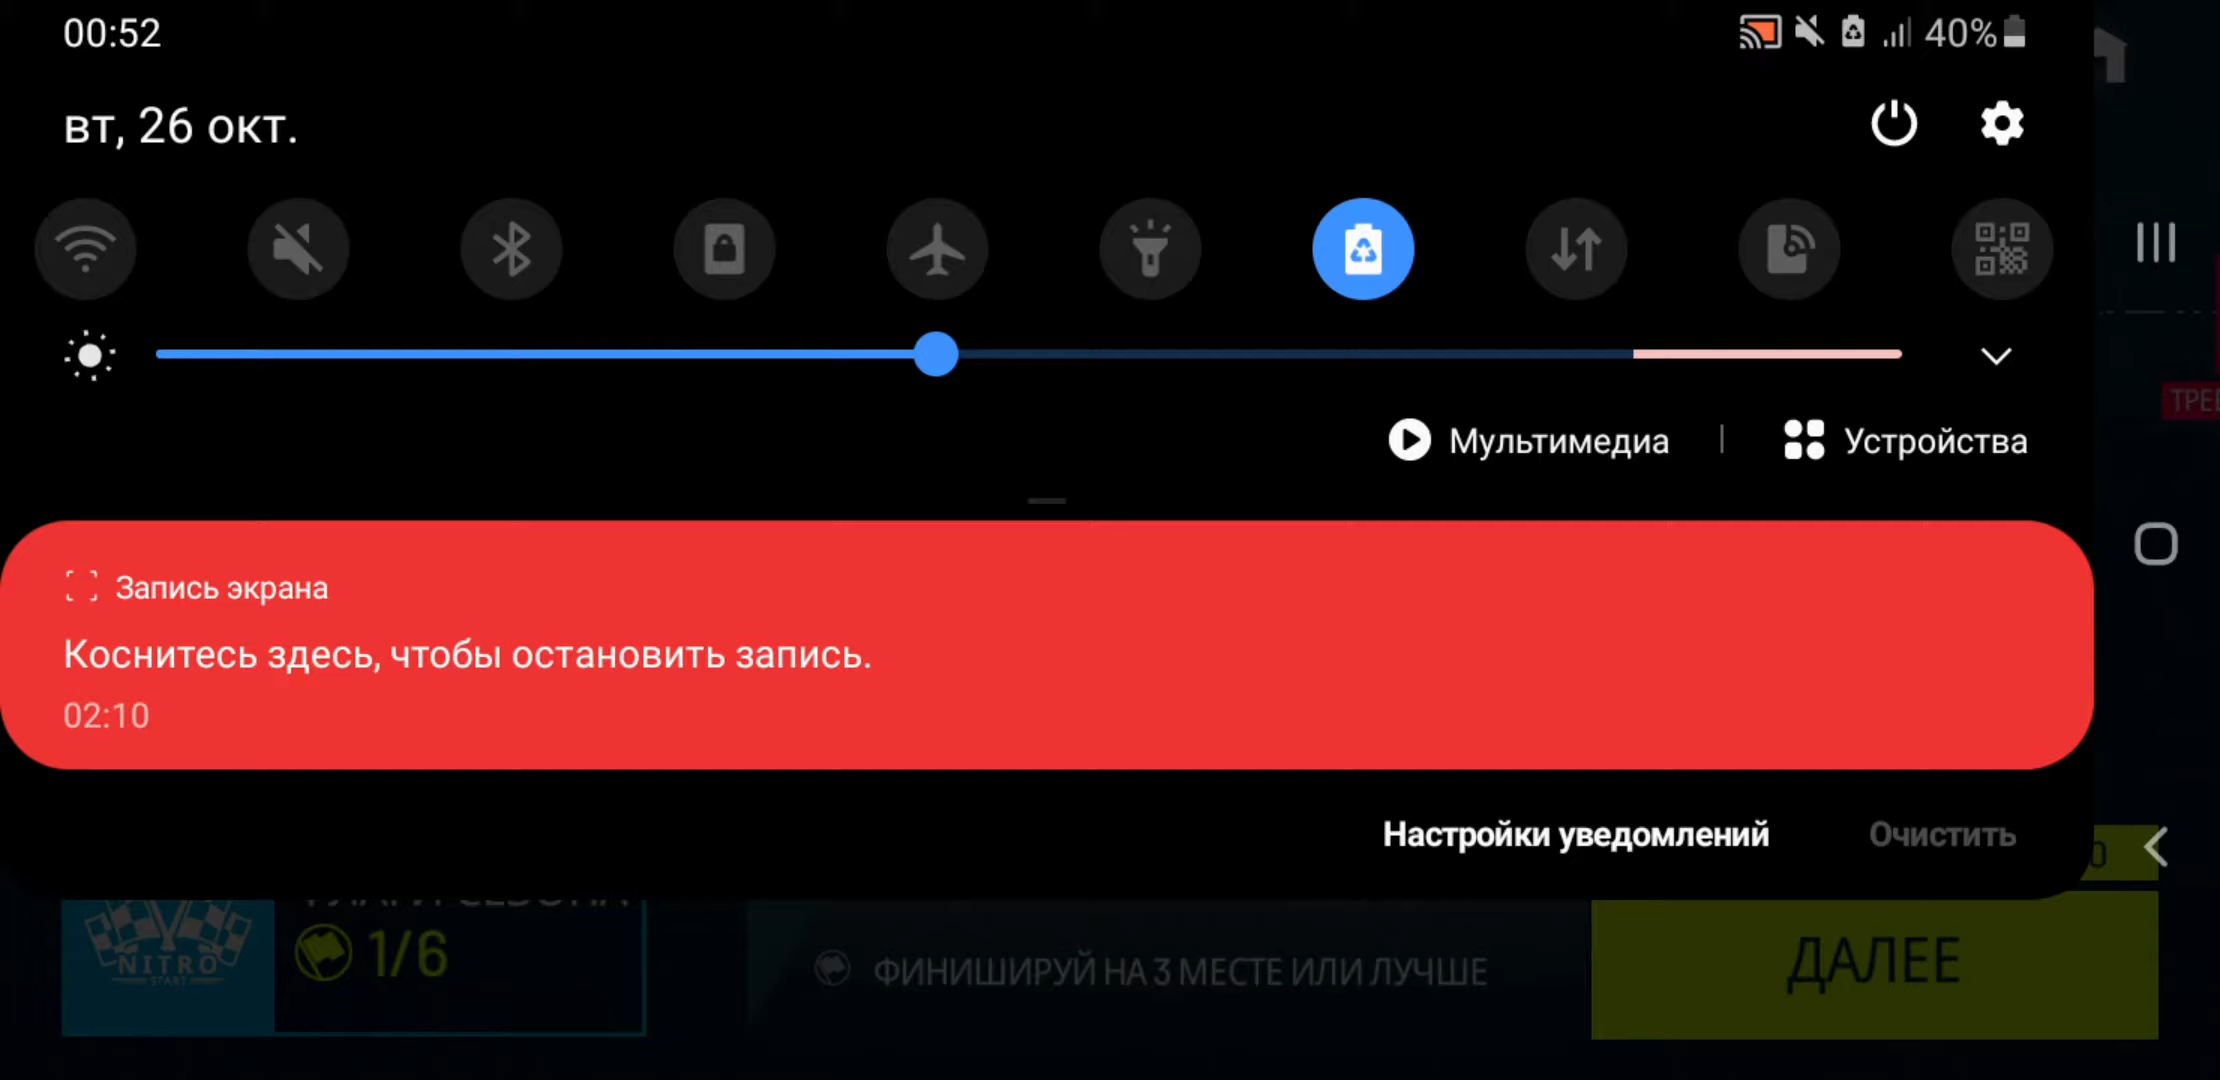 00:52
40%
вт, 26 окт.
Мультимедиа
Устройства
Запись экрана
Коснитесь здесь, чтобы остановить запись.
02:10
Настройки уведомлений
Очистить
1/6
NITRO
START
ФИНИШИРУЙ НА 3 МЕСТЕ ИЛИ ЛУЧШЕ
ДАЛЕЕ